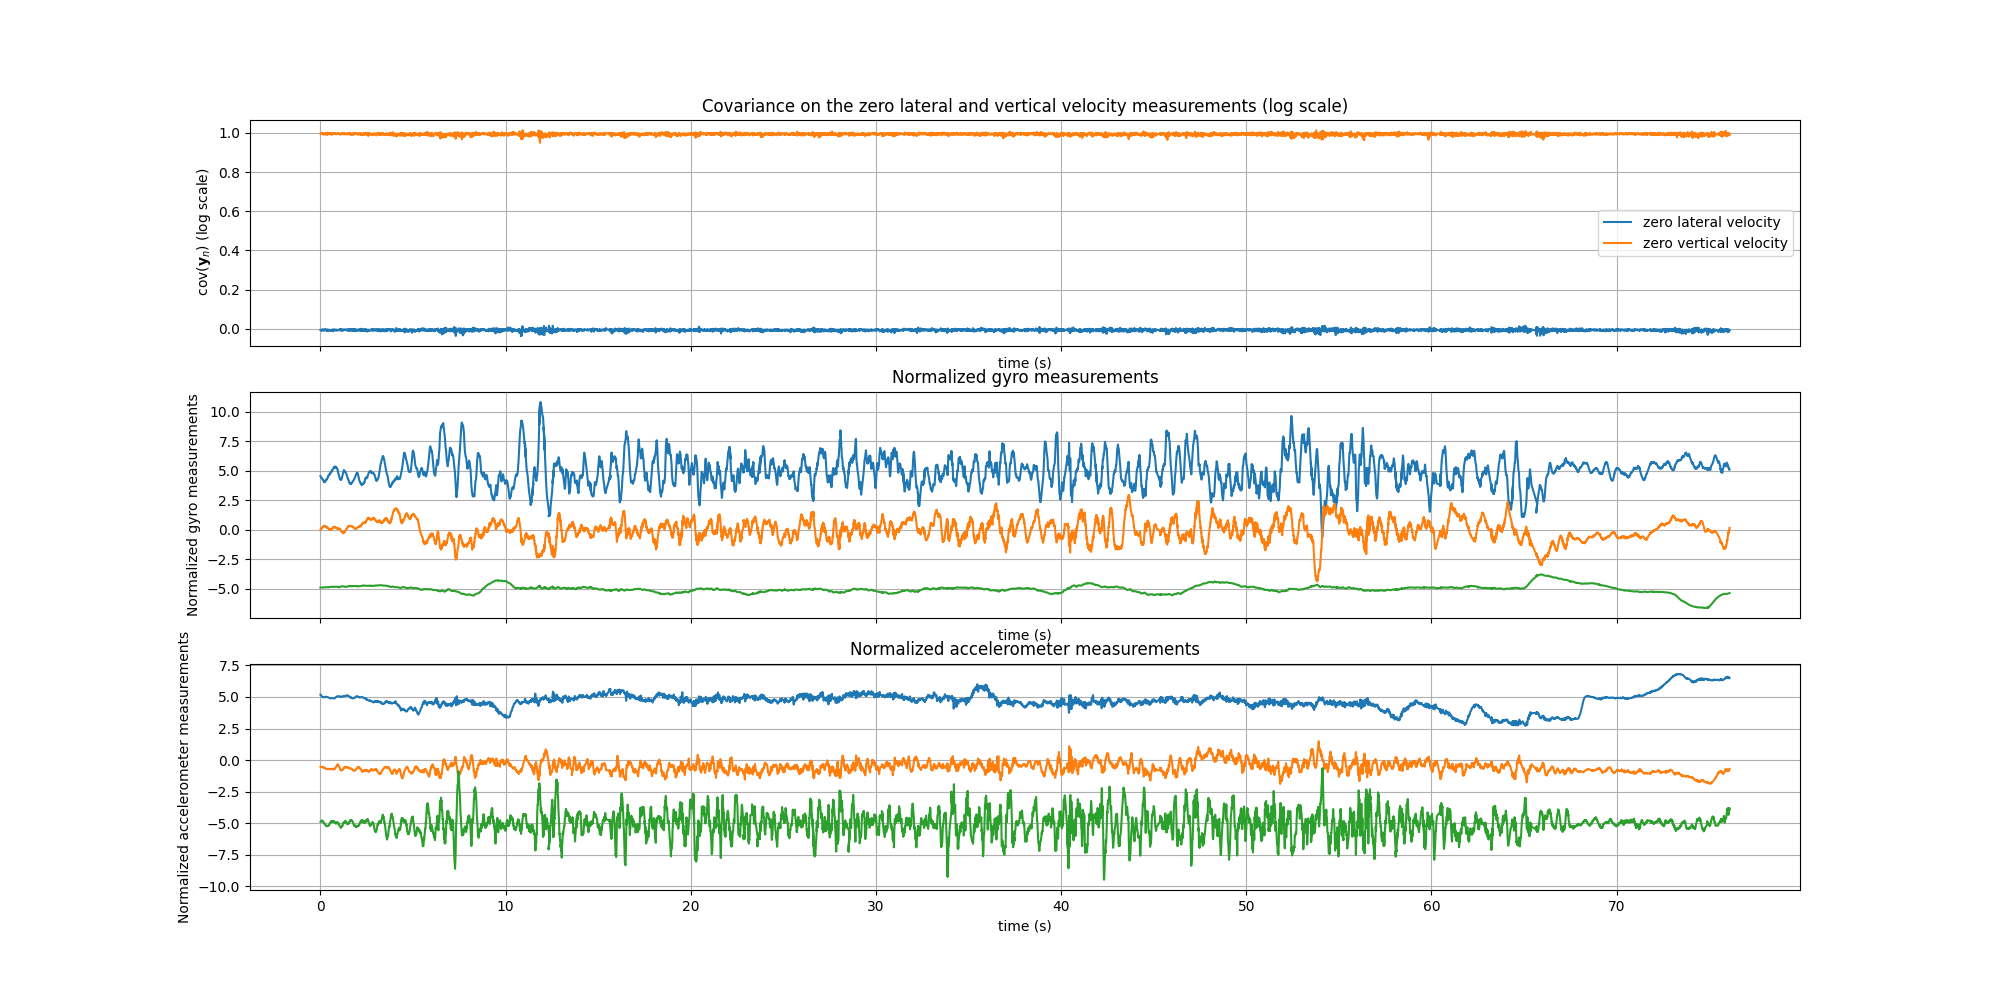 Covariance on the zero lateral and vertical velocity measurements (log scale)
cov(yₙ) (log scale)
1.0
0.8
0.6
0.4
0.2
0.0
zero lateral velocity
zero vertical velocity
time (s)
Normalized gyro measurements
Normalized gyro measurements
10.0
7.5
5.0
2.5
0.0
−2.5
−5.0
time (s)
Normalized accelerometer measurements
Normalized accelerometer measurements
7.5
5.0
2.5
0.0
−2.5
−5.0
−7.5
−10.0
0 10 20 30 40 50 60 70
time (s)